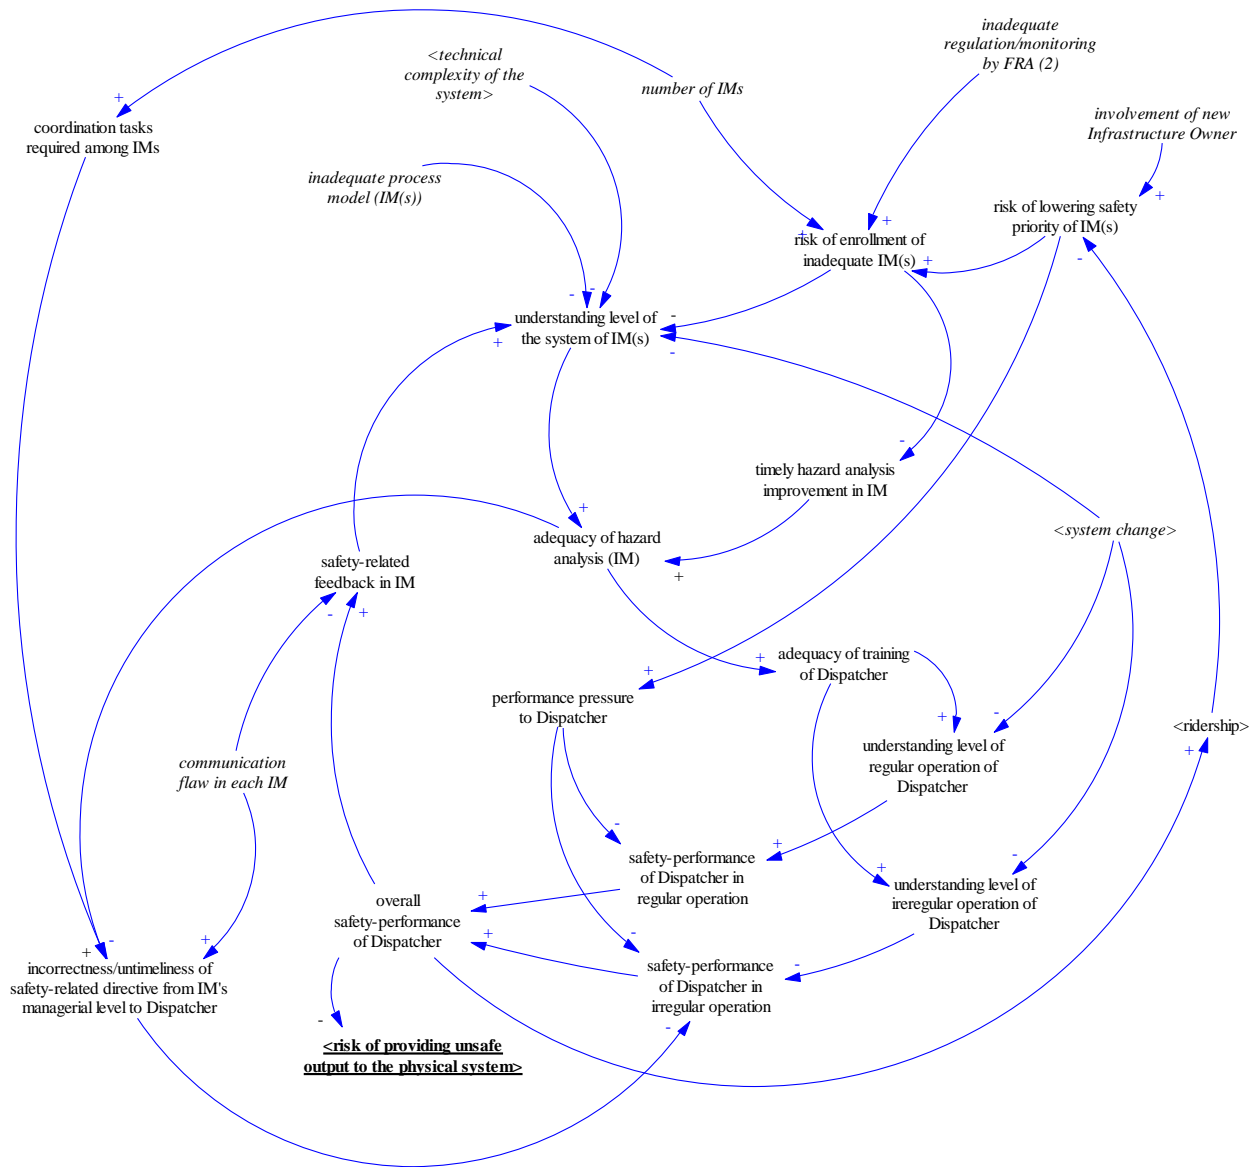 inadequate
regulation/monitoring
by FRA (2)
<technical
complexity of the
system>
number of IMs
involvement of new
Infrastructure Owner
coordination tasks
required among IMs
inadequate process
model (IM(s))
risk of lowering safety
priority of IM(s)
risk of enrollment of
inadequate IM(s)
understanding level of
the system of IM(s)
timely hazard analysis
improvement in IM
<system change>
adequacy of hazard
analysis (IM)
safety-related
feedback in IM
adequacy of training
of Dispatcher
performance pressure
to Dispatcher
<ridership>
understanding level of
regular operation of
Dispatcher
communication
flaw in each IM
safety-performance
of Dispatcher in
regular operation
understanding level of
ireregular operation of
Dispatcher
overall
safety-performance
of Dispatcher
incorrectness/untimeliness of
safety-related directive from IM's
managerial level to Dispatcher
safety-performance
of Dispatcher in
irregular operation
<risk of providing unsafe
output to the physical system>